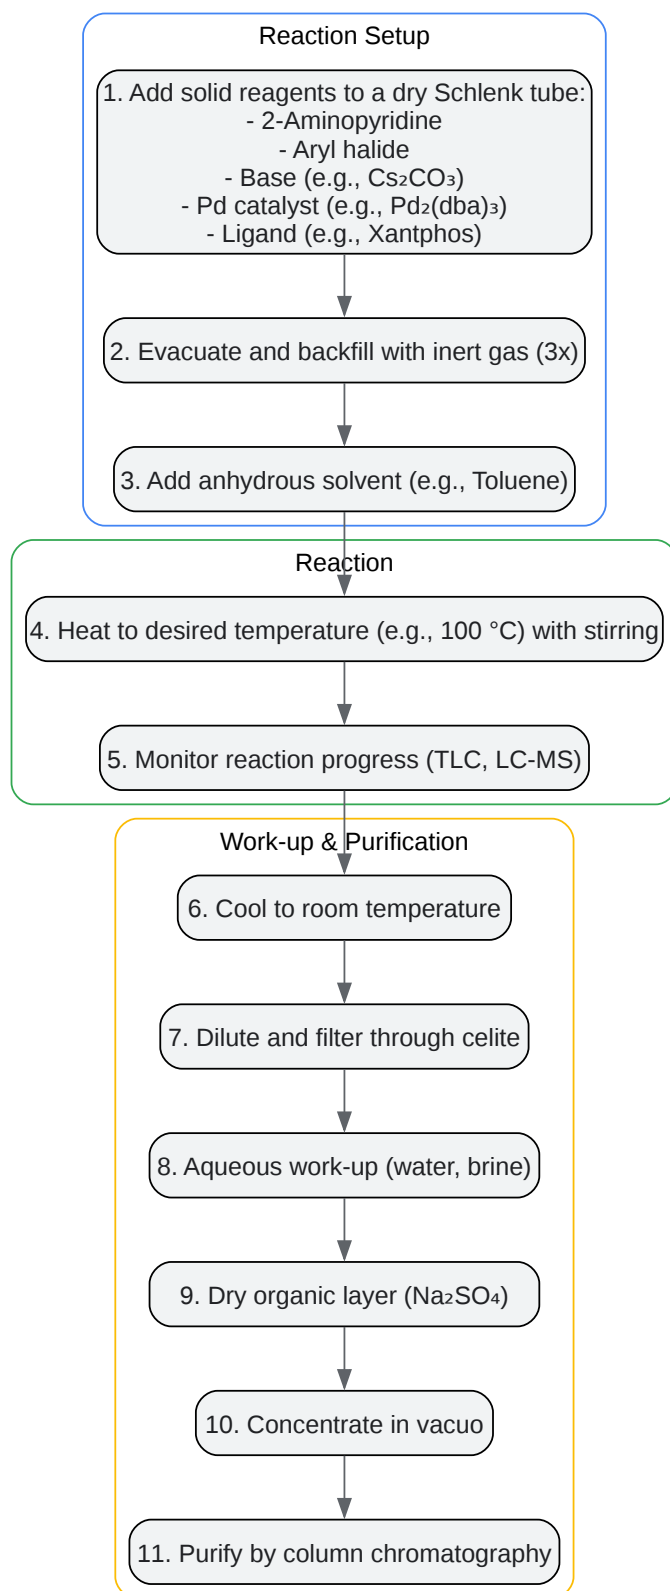 Reaction Setup
1. Add solid reagents to a dry Schlenk tube:
- 2-Aminopyridine
- Aryl halide
- Base (e.g., Cs₂CO₃)
- Pd catalyst (e.g., Pd₂(dba)₃)
- Ligand (e.g., Xantphos)
2. Evacuate and backfill with inert gas (3x)
3. Add anhydrous solvent (e.g., Toluene)
Reaction
4. Heat to desired temperature (e.g., 100 °C) with stirring
5. Monitor reaction progress (TLC, LC-MS)
Work-up & Purification
6. Cool to room temperature
7. Dilute and filter through celite
8. Aqueous work-up (water, brine)
9. Dry organic layer (Na₂SO₄)
10. Concentrate in vacuo
11. Purify by column chromatography